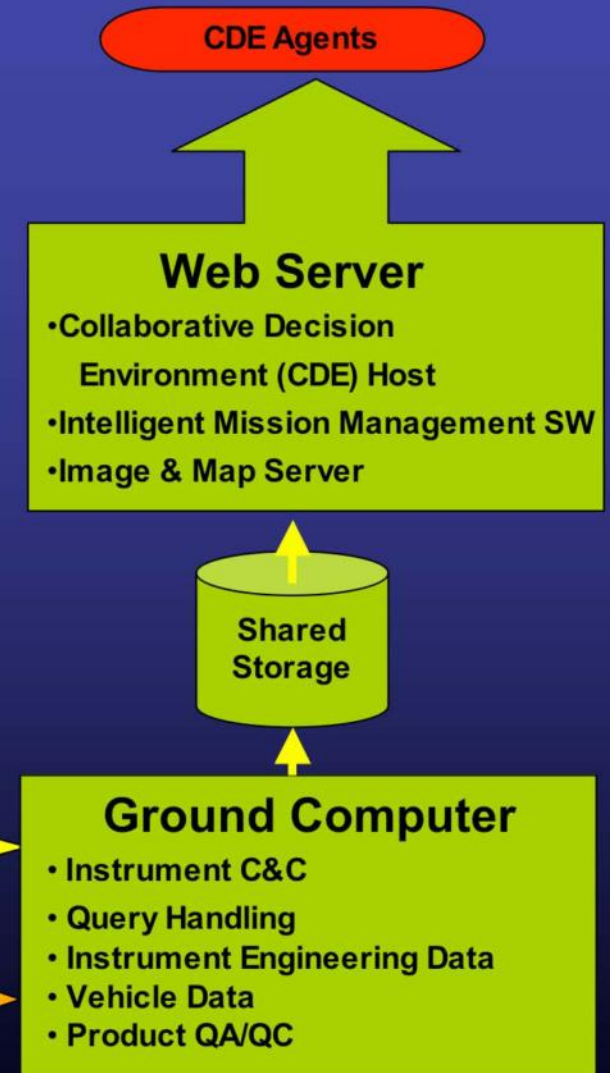 CDE Agents
Web Server
•Collaborative Decision
Environment (CDE) Host
•Intelligent Mission Management SW
•Image & Map Server
Shared
Storage
Ground Computer
• Instrument C&C
• Query Handling
• Instrument Engineering Data
• Vehicle Data
• Product QA/QC